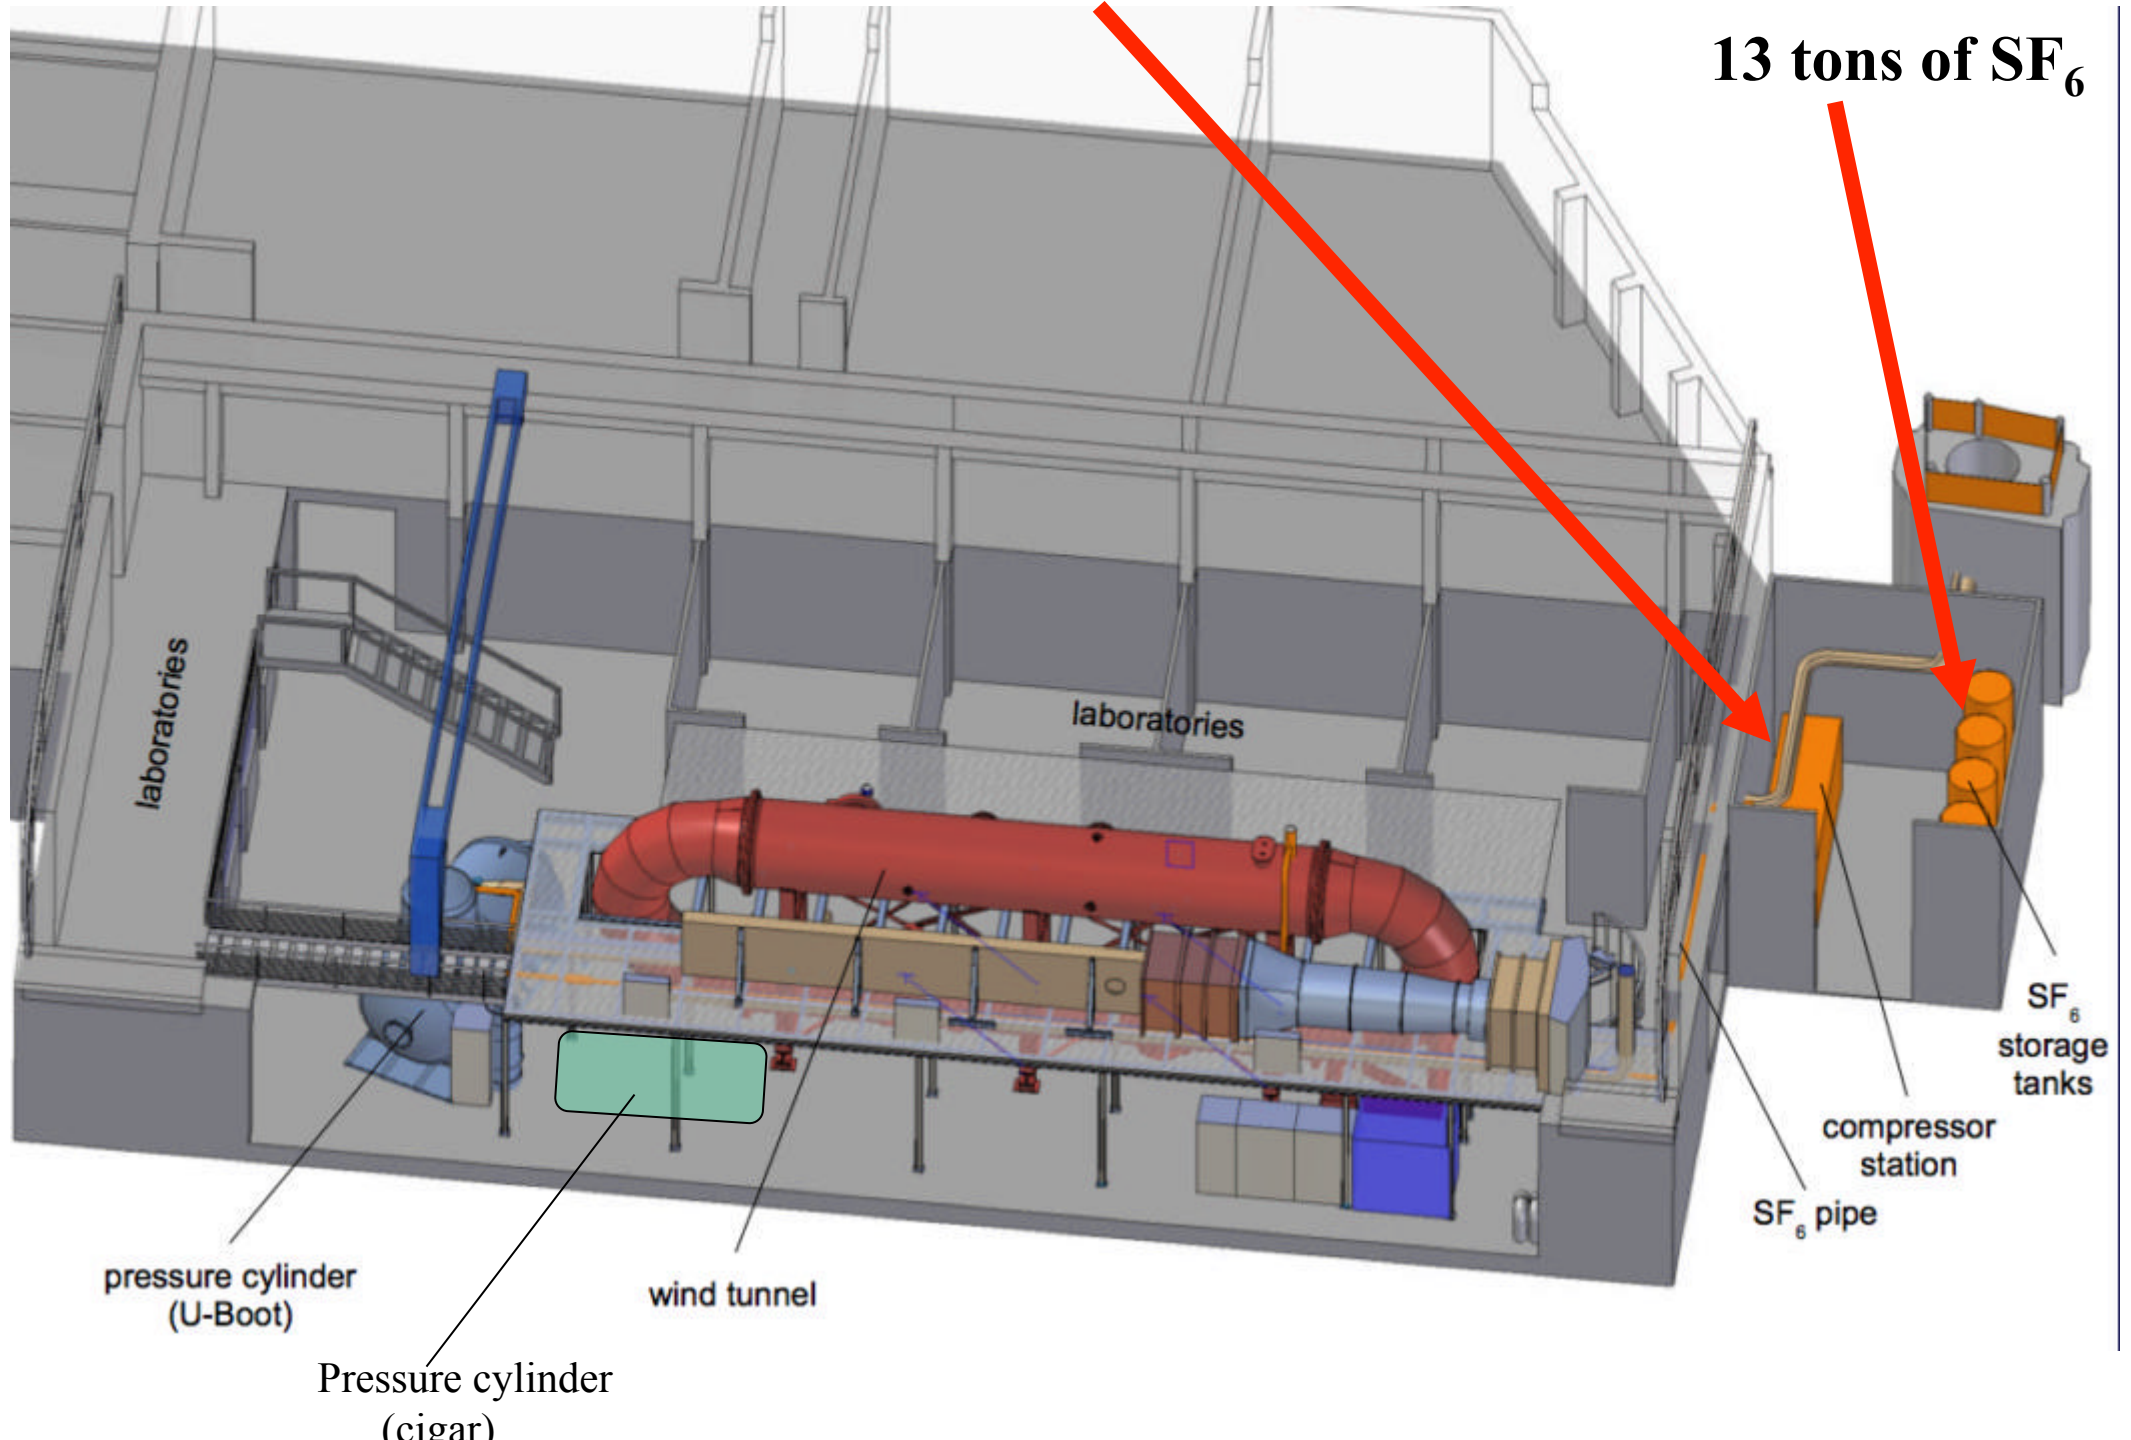 13 tons of SF₆
laboratories
laboratories
SF₆
storage
tanks
compressor
station
SF₆ pipe
pressure cylinder
(U-Boot)
wind tunnel
Pressure cylinder
(cigar)